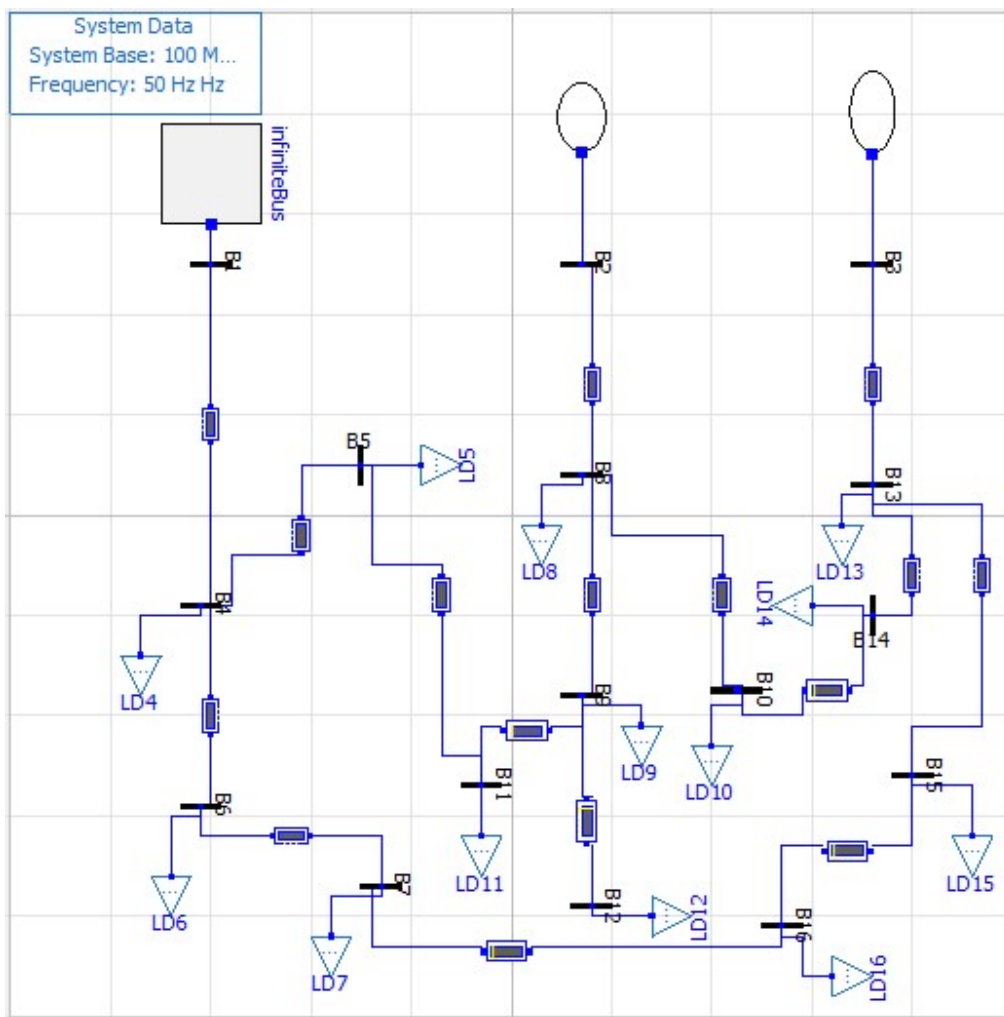 System Data
System Base: 100 M...
Frequency: 50 Hz Hz
infiniteBus
B1
B2
B3
B5
LD5
B8
B13
LD8
LD13
LD14
B4
B14
LD4
B9
B10
LD9
B11
LD10
B15
B6
LD11
LD15
B7
B12
LD12
LD6
B16
LD7
LD16